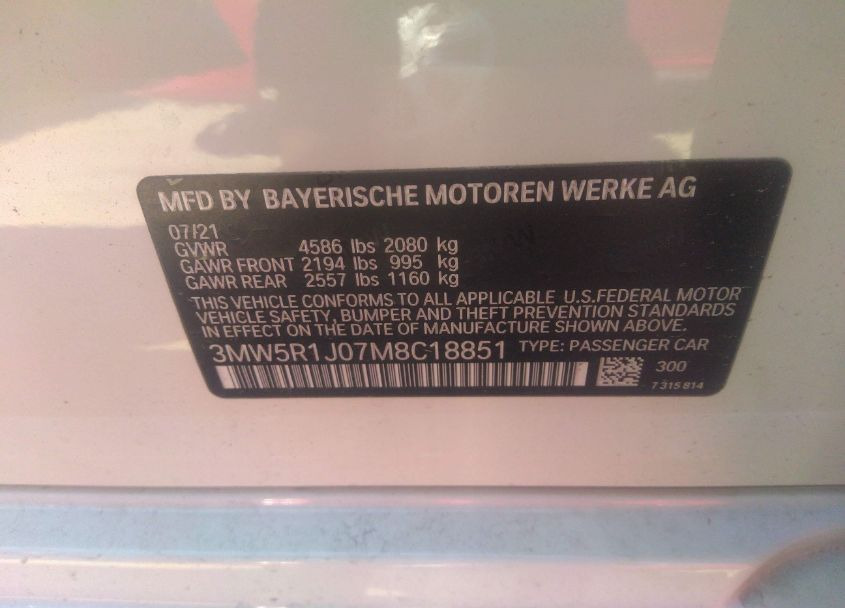 MFD BY BAYERISCHE MOTOREN WERKE AG
07/21
GVWR 4586 lbs 2080 kg
GAWR FRONT 2194 lbs 995 kg
GAWR REAR 2557 lbs 1160 kg
THIS VEHICLE CONFORMS TO ALL APPLICABLE U.S.FEDERAL MOTOR
VEHICLE SAFETY, BUMPER AND THEFT PREVENTION STANDARDS
IN EFFECT ON THE DATE OF MANUFACTURE SHOWN ABOVE.
3MW5R1J07M8C18851 TYPE: PASSENGER CAR
300
7 315 814